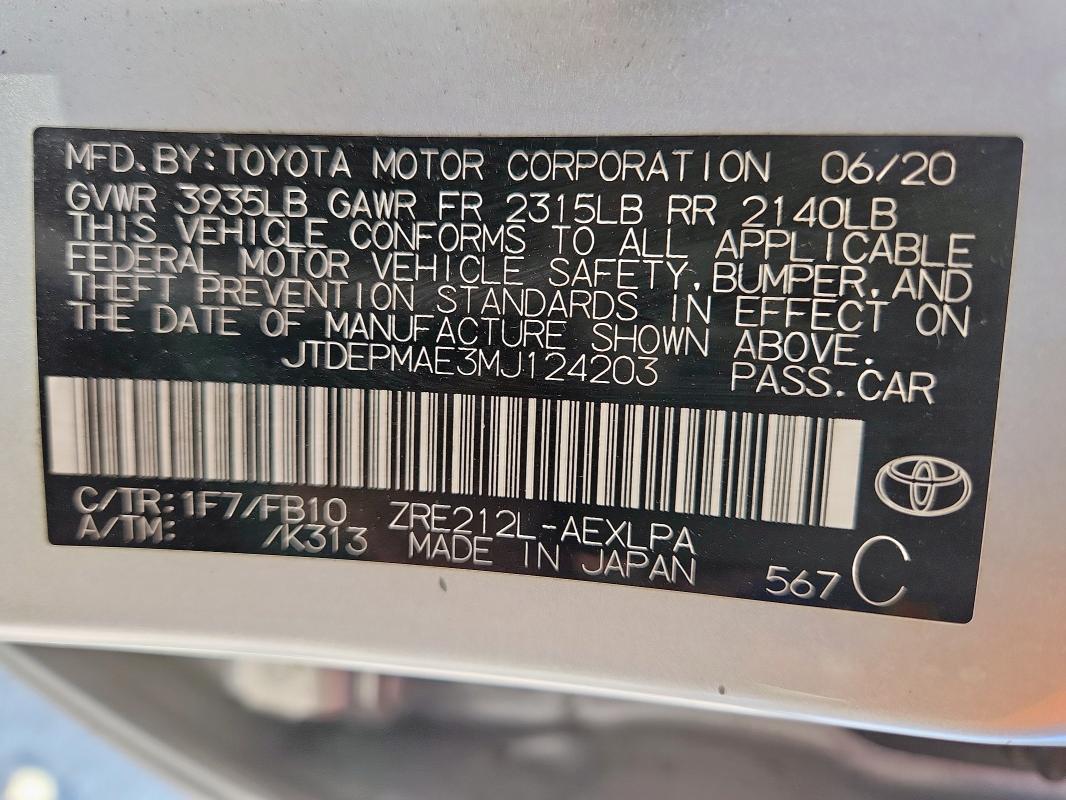 MFD. BY: TOYOTA MOTOR CORPORATION 06/20
GVWR 3935LB GAWR FR 2315LB RR 2140LB
THIS VEHICLE CONFORMS TO ALL APPLICABLE
FEDERAL MOTOR VEHICLE SAFETY, BUMPER, AND
THEFT PREVENTION STANDARDS IN EFFECT ON
THE DATE OF MANUFACTURE SHOWN ABOVE.
JTDEPMAE3MJ124203 PASS. CAR
C/TR: 1F7/FB10 ZRE212L-AEXLPA
A/TM: /K313 MADE IN JAPAN 567 C